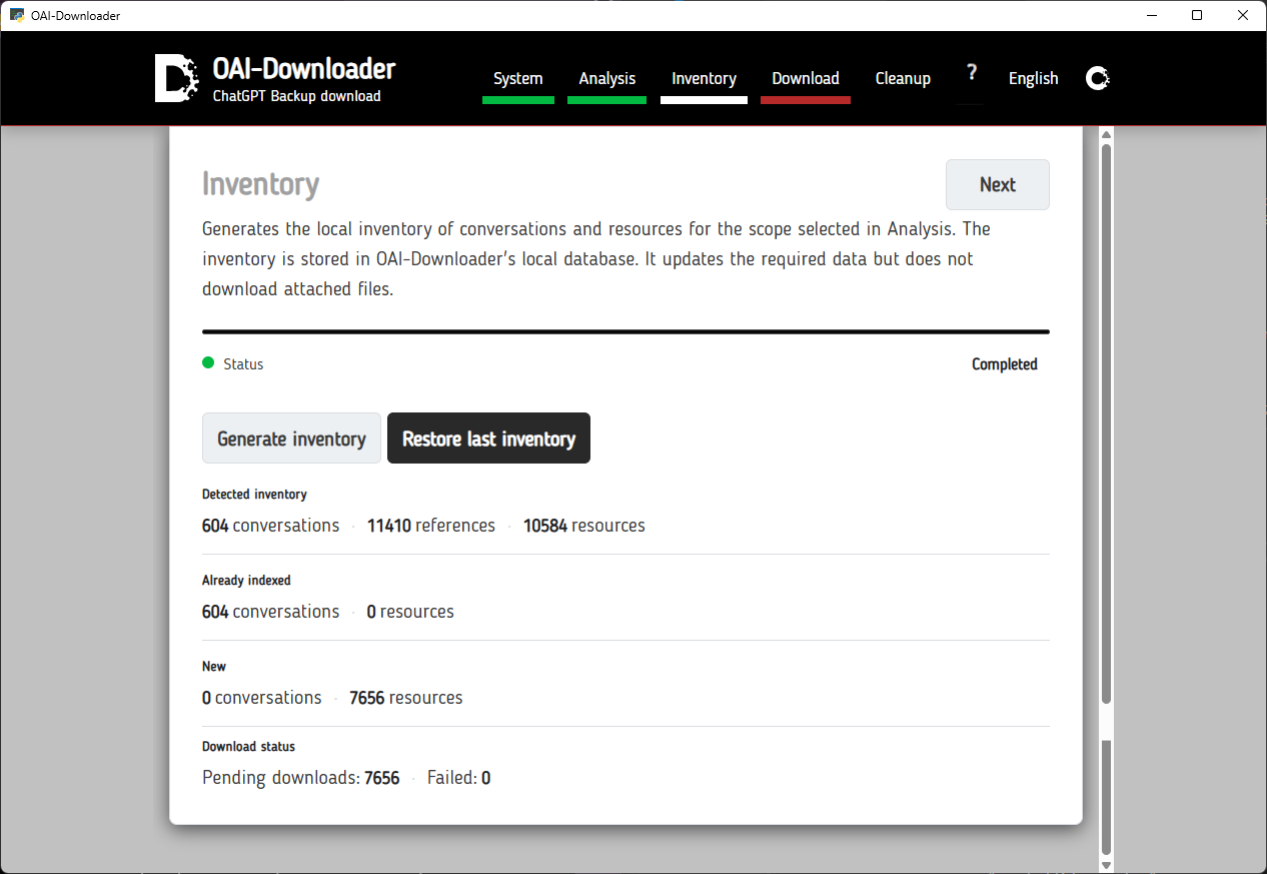 OAI-Downloader
OAI-Downloader
ChatGPT Backup download
System
Analysis
Inventory
Download
Cleanup
?
English
Inventory
Next
Generates the local inventory of conversations and resources for the scope selected in Analysis. The
inventory is stored in OAI-Downloader's local database. It updates the required data but does not
download attached files.
Status
Completed
Generate inventory
Restore last inventory
Detected inventory
604 conversations · 11410 references · 10584 resources
Already indexed
604 conversations · 0 resources
New
0 conversations · 7656 resources
Download status
Pending downloads: 7656 · Failed: 0